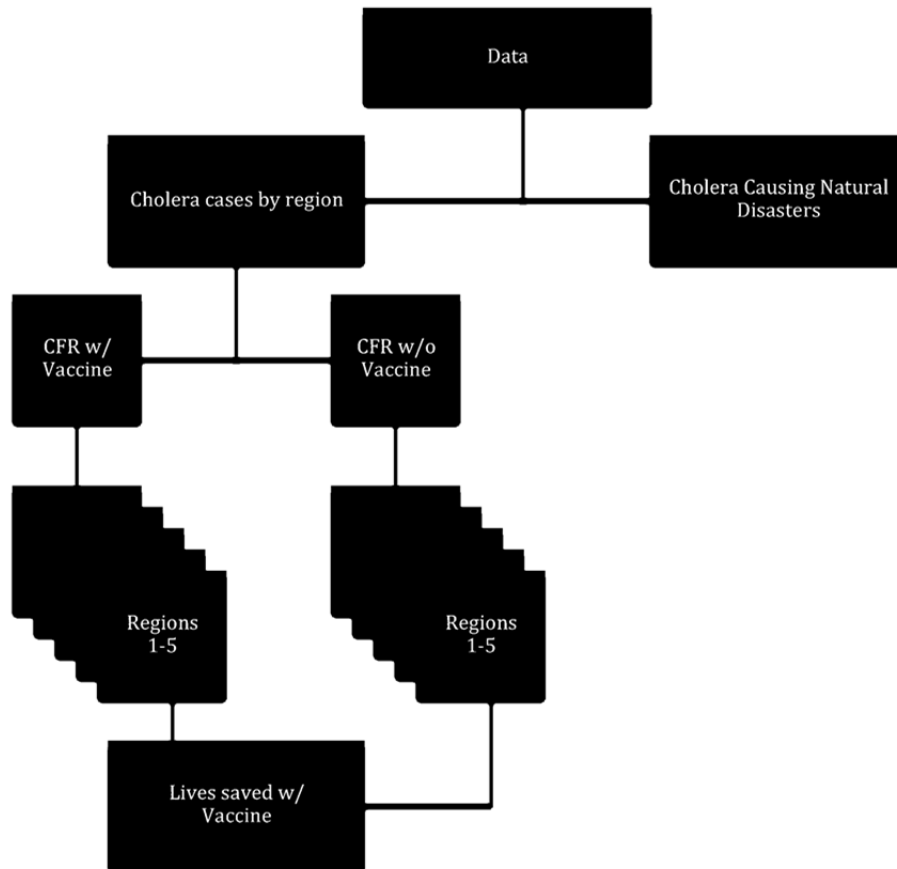 Data
Cholera cases by region
Cholera Causing Natural
Disasters
CFR w/
Vaccine
CFR w/o
Vaccine
Regions
1-5
Regions
1-5
Lives saved w/
Vaccine